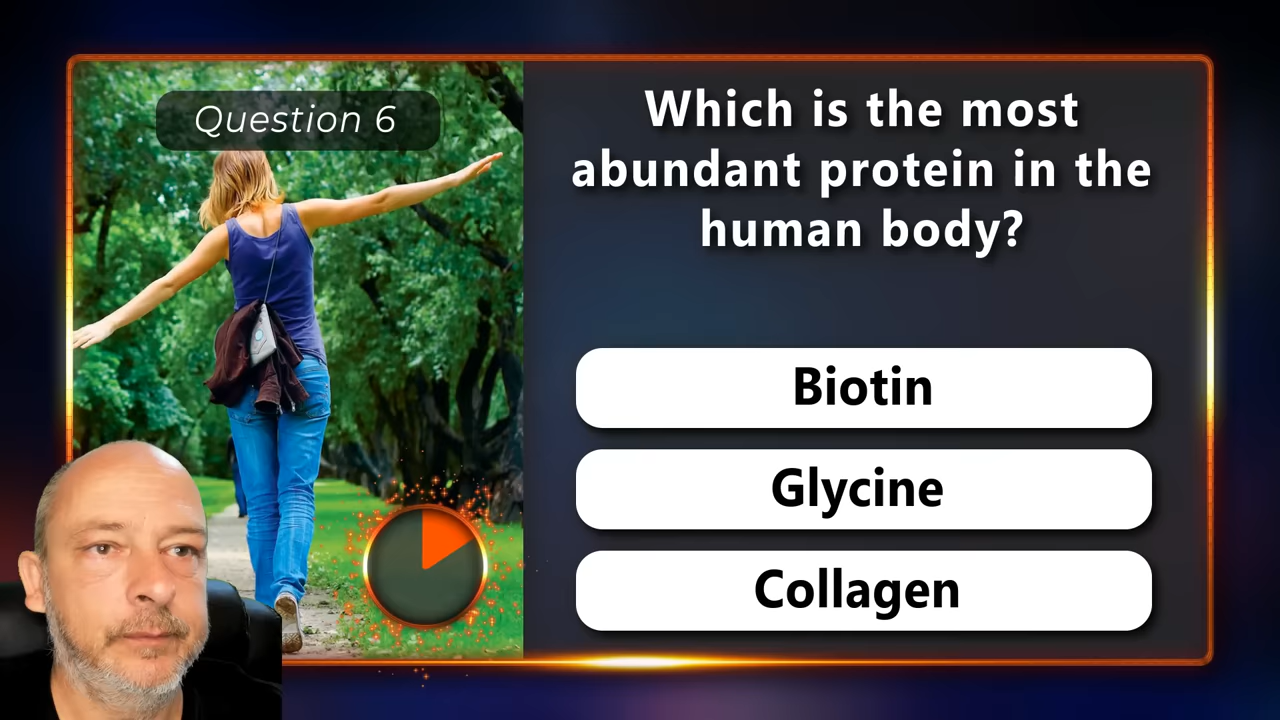 Question 6
Which is the most
abundant protein in the
human body?
Biotin
Glycine
Collagen